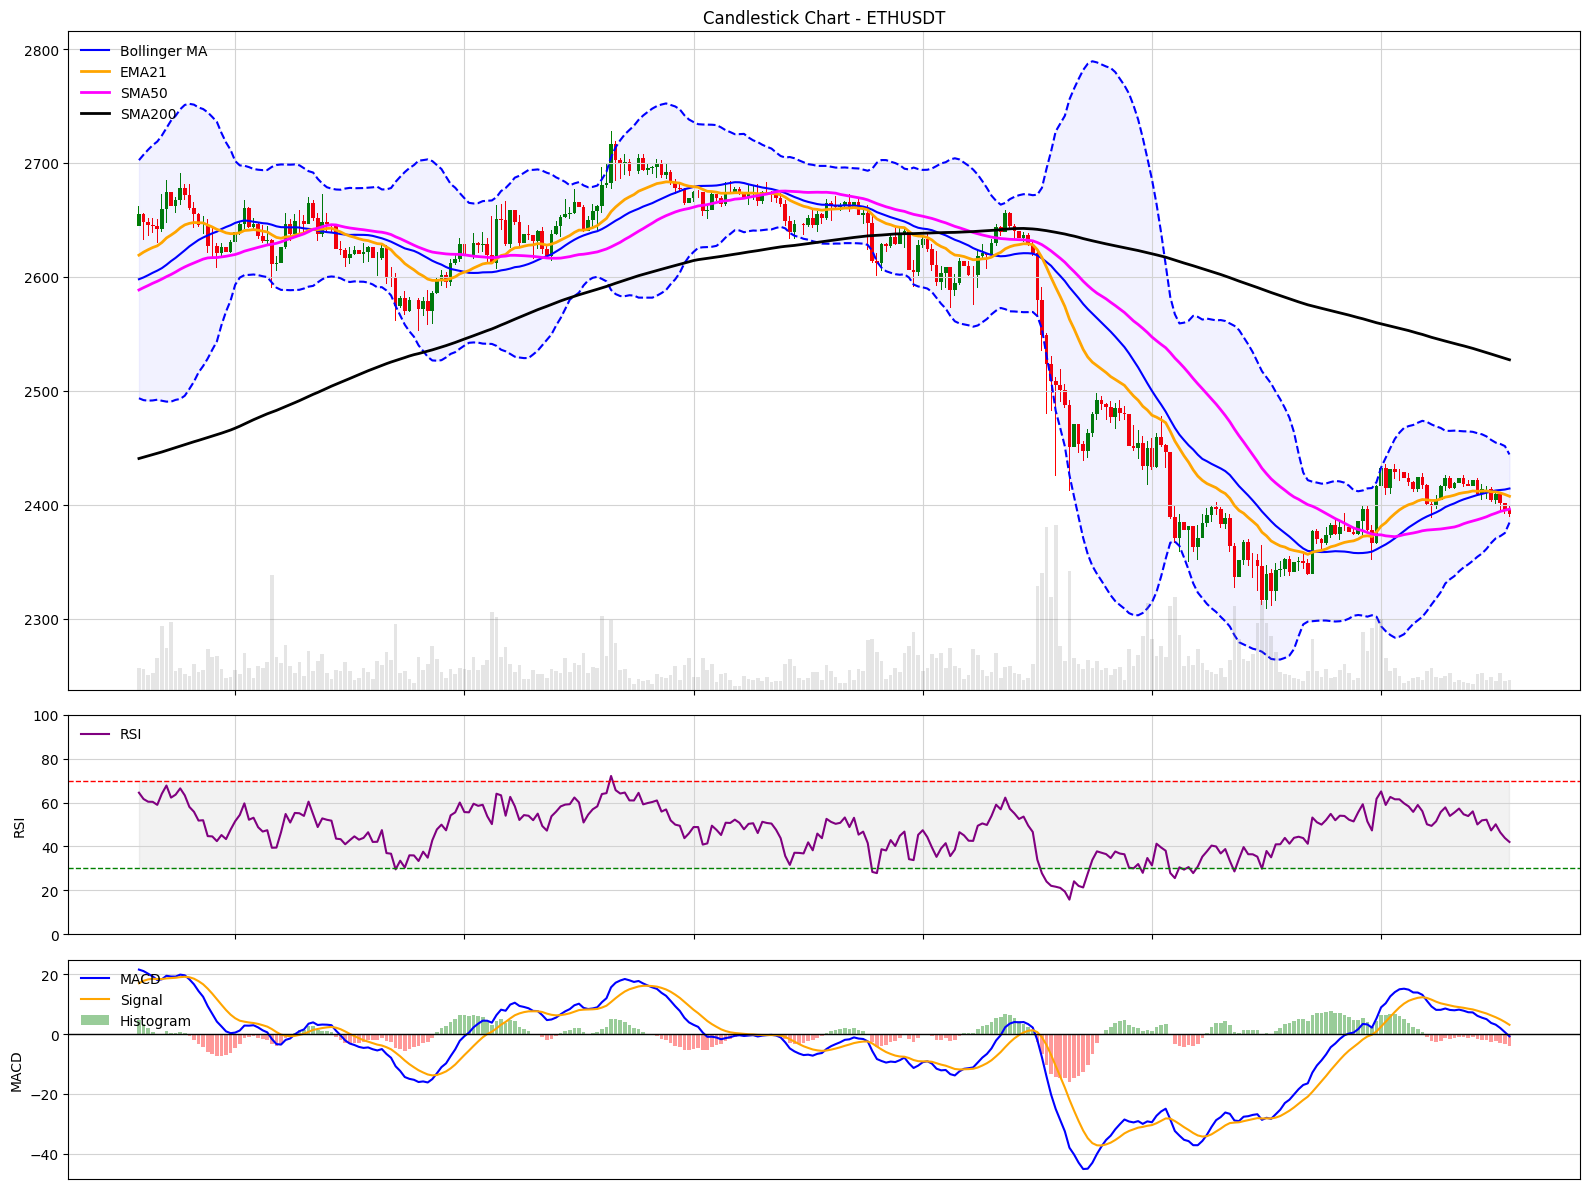 Candlestick Chart - ETHUSDT
2800
2700
2600
2500
2400
2300
Bollinger MA
EMA21
SMA50
SMA200
100
80
60
40
20
0
RSI
RSI
20
0
−20
−40
MACD
MACD
Signal
Histogram